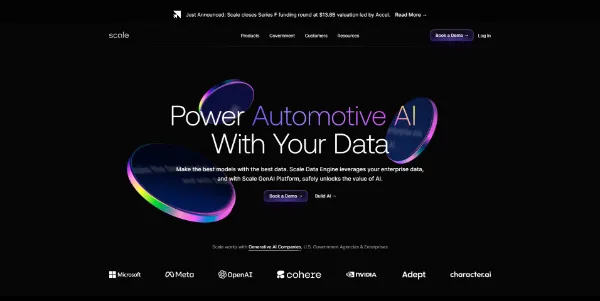 Just Announced: Scale closes Series F funding round at $13.8B valuation led by Accel. Read More →
scale
Products Government Customers Resources
Book a Demo → Log In
Power Automotive AI
With Your Data
Make the best models with the best data. Scale Data Engine leverages your enterprise data,
and with Scale GenAI Platform, safely unlocks the value of AI.
Book a Demo → Build AI →
Scale works with Generative AI Companies, U.S. Government Agencies & Enterprises
Microsoft Meta OpenAI cohere NVIDIA Adept character.ai